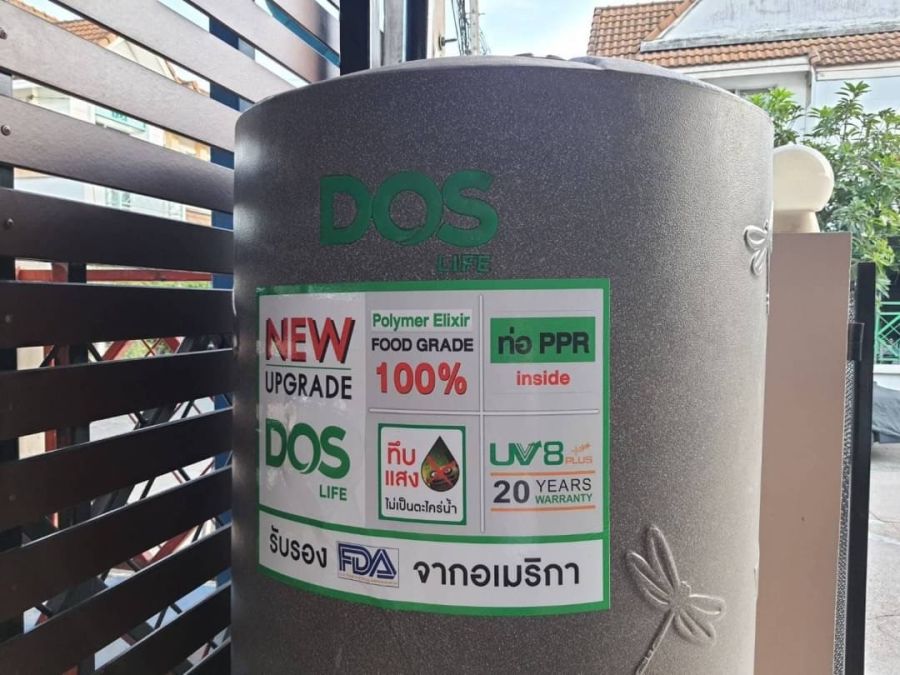 DOS
LIFE
NEW
UPGRADE
Polymer Elixir
FOOD GRADE
100%
ท่อ PPR
inside
DOS
LIFE
ทึบ
แสง
ไม่เป็นตะไคร่น้ำ
UV8 PLUS
20 YEARS
WARRANTY
รับรอง FDA จากอเมริกา